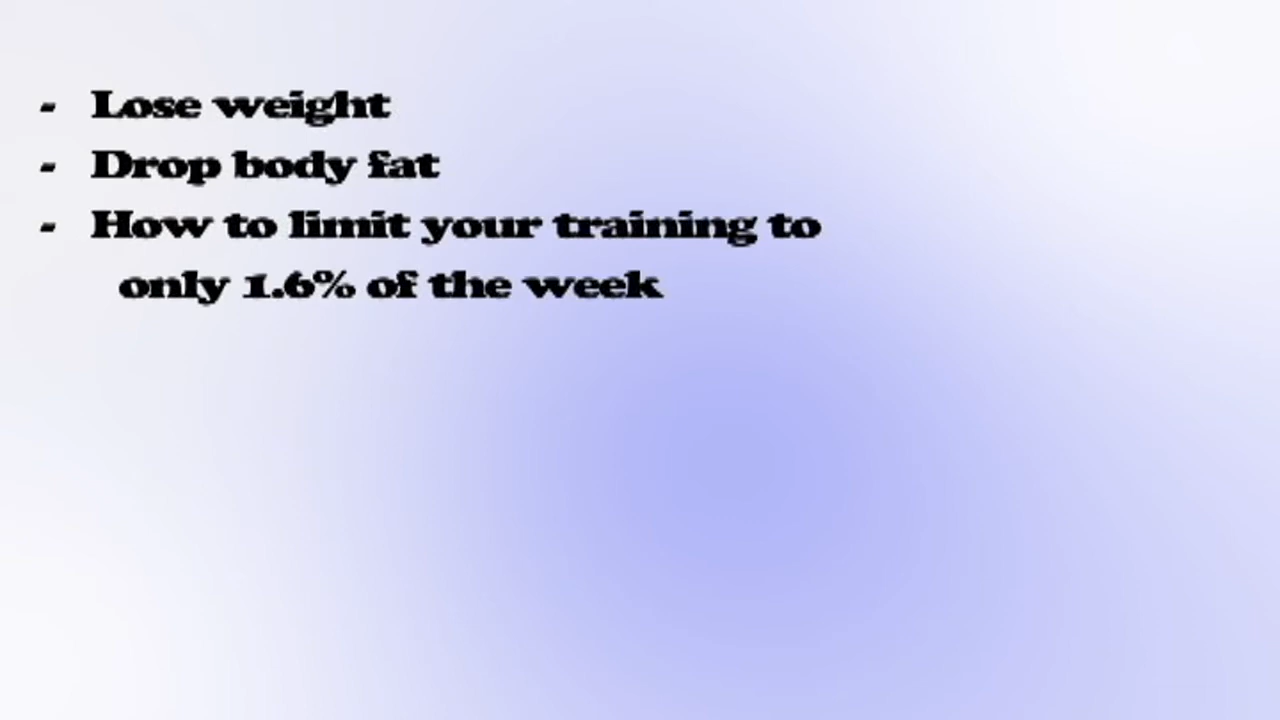 - Lose weight
- Drop body fat
- How to limit your training to
only 1.6% of the week